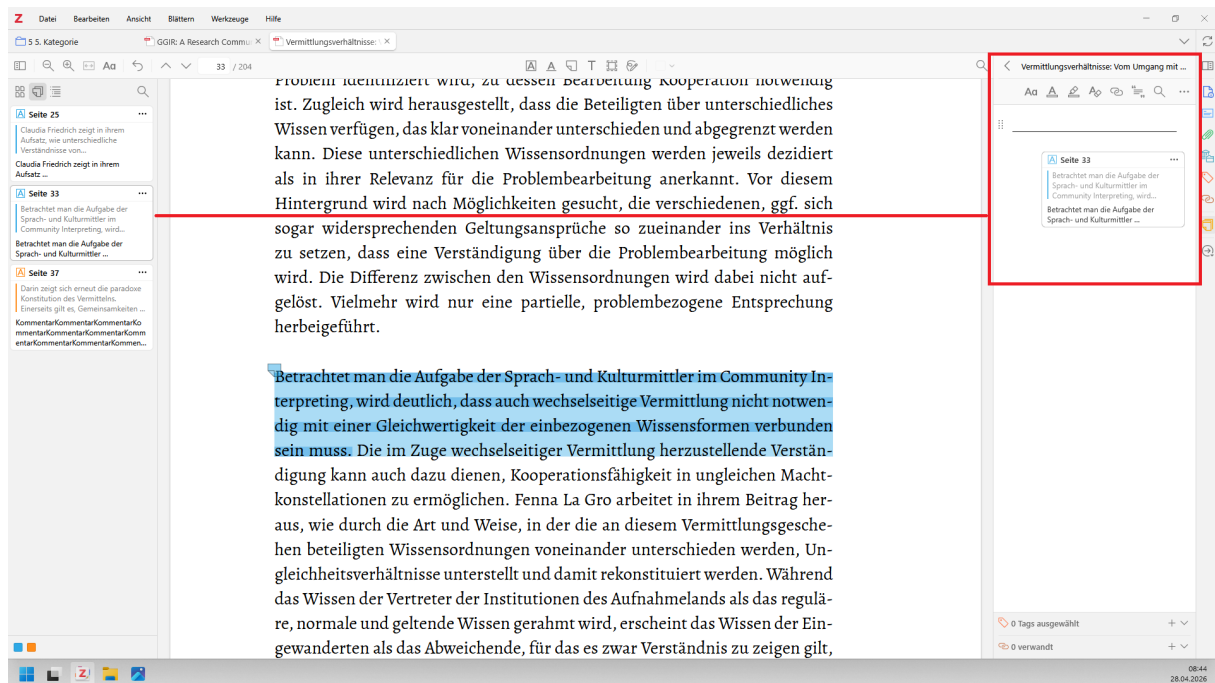 Z Datei Bearbeiten Ansicht Blättern Werkzeuge Hilfe
5 5. Kategorie
GGIR: A Research Commu
Vermittlungsverhältnisse:
33 / 204
Vermittlungsverhältnisse: Vom Umgang mit ...
Seite 25
Claudia Friedrich zeigt in ihrem
Aufsatz, wie unterschiedliche
Verständnisse von...
Claudia Friedrich zeigt in ihrem
Aufsatz ...
Seite 33
Betrachtet man die Aufgabe der
Sprach- und Kulturmittler im
Community Interpreting, wird...
Betrachtet man die Aufgabe der
Sprach- und Kulturmittler ...
Seite 37
Darin zeigt sich erneut die paradoxe
Konstitution des Vermittelns.
Einerseits gilt es, Gemeinsamkeiten ...
KommentarKommentarKommentarKo
mmentarKommentarKommentarKomm
entarKommentarKommentarKommen...
Problem identifiziert wird, zu dessen Bearbeitung Kooperation notwendig
ist. Zugleich wird herausgestellt, dass die Beteiligten über unterschiedliches
Wissen verfügen, das klar voneinander unterschieden und abgegrenzt werden
kann. Diese unterschiedlichen Wissensordnungen werden jeweils dezidiert
als in ihrer Relevanz für die Problembearbeitung anerkannt. Vor diesem
Hintergrund wird nach Möglichkeiten gesucht, die verschiedenen, ggf. sich
sogar widersprechenden Geltungsansprüche so zueinander ins Verhältnis
zu setzen, dass eine Verständigung über die Problembearbeitung möglich
wird. Die Differenz zwischen den Wissensordnungen wird dabei nicht auf-
gelöst. Vielmehr wird nur eine partielle, problembezogene Entsprechung
herbeigeführt.
Betrachtet man die Aufgabe der Sprach- und Kulturmittler im Community In-
terpreting, wird deutlich, dass auch wechselseitige Vermittlung nicht notwen-
dig mit einer Gleichwertigkeit der einbezogenen Wissensformen verbunden
sein muss. Die im Zuge wechselseitiger Vermittlung herzustellende Verstän-
digung kann auch dazu dienen, Kooperationsfähigkeit in ungleichen Macht-
konstellationen zu ermöglichen. Fenna La Gro arbeitet in ihrem Beitrag her-
aus, wie durch die Art und Weise, in der die an diesem Vermittlungsgesche-
hen beteiligten Wissensordnungen voneinander unterschieden werden, Un-
gleichheitsverhältnisse unterstellt und damit rekonstituiert werden. Während
das Wissen der Vertreter der Institutionen des Aufnahmelands als das regulä-
re, normale und geltende Wissen gerahmt wird, erscheint das Wissen der Ein-
gewanderten als das Abweichende, für das es zwar Verständnis zu zeigen gilt,
Seite 33
Betrachtet man die Aufgabe der
Sprach- und Kulturmittler im
Community Interpreting, wird...
Betrachtet man die Aufgabe der
Sprach- und Kulturmittler ...
0 Tags ausgewählt
0 verwandt
08:44
28.04.2026